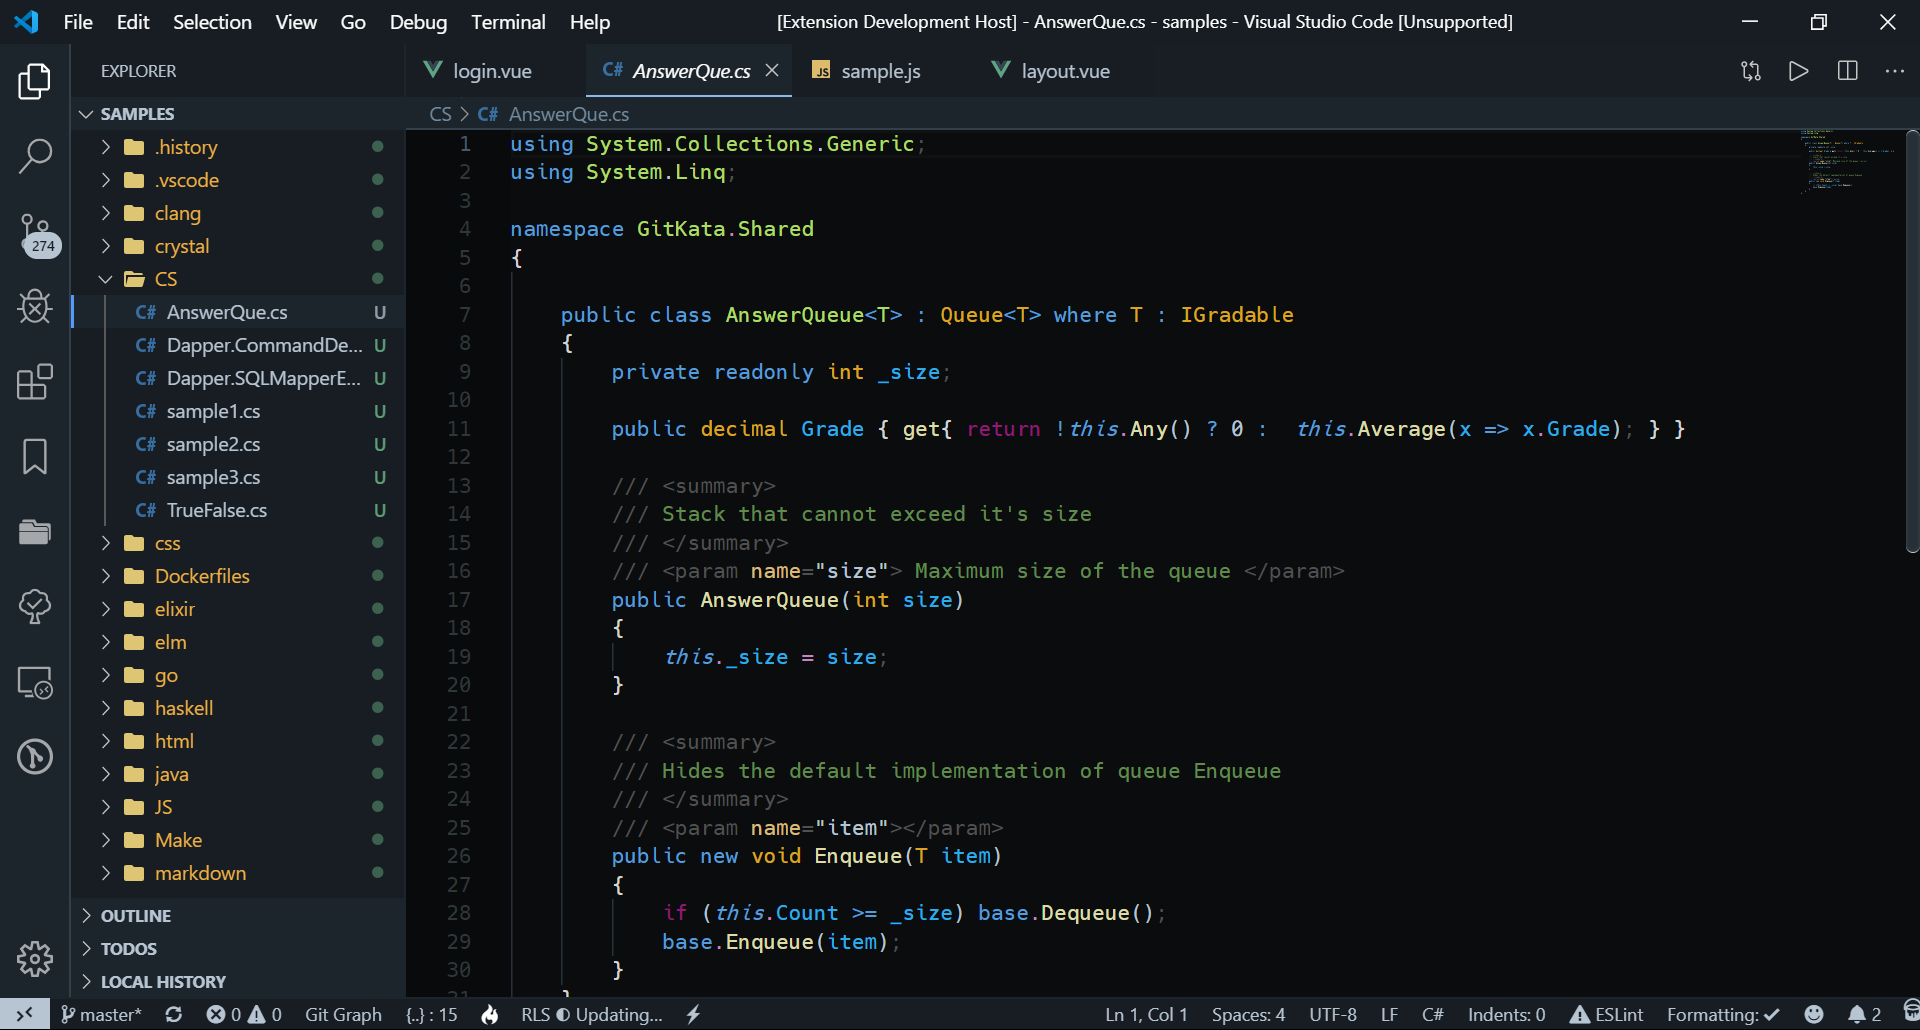 File Edit Selection View Go Debug Terminal Help [Extension Development Host] - AnswerQue.cs - samples - Visual Studio Code [Unsupported]
EXPLORER
SAMPLES
.history
.vscode
clang
crystal
CS
C# AnswerQue.cs U
C# Dapper.CommandDe... U
C# Dapper.SQLMapperE... U
C# sample1.cs U
C# sample2.cs U
C# sample3.cs U
C# TrueFalse.cs U
css
Dockerfiles
elixir
elm
go
haskell
html
java
JS
Make
markdown
OUTLINE
TODOS
LOCAL HISTORY
274
login.vue C# AnswerQue.cs JS sample.js layout.vue
CS > C# AnswerQue.cs
1 using System.Collections.Generic;
2 using System.Linq;
3
4 namespace GitKata.Shared
5 {
6
7 public class AnswerQueue<T> : Queue<T> where T : IGradable
8 {
9 private readonly int _size;
10
11 public decimal Grade { get{ return !this.Any() ? 0 :  this.Average(x => x.Grade); } }
12
13 /// <summary>
14 /// Stack that cannot exceed it's size
15 /// </summary>
16 /// <param name="size"> Maximum size of the queue </param>
17 public AnswerQueue(int size)
18 {
19 this._size = size;
20 }
21
22 /// <summary>
23 /// Hides the default implementation of queue Enqueue
24 /// </summary>
25 /// <param name="item"></param>
26 public new void Enqueue(T item)
27 {
28 if (this.Count >= _size) base.Dequeue();
29 base.Enqueue(item);
30 }
31 }
master* 0 0 Git Graph {..} : 15 RLS Updating... Ln 1, Col 1 Spaces: 4 UTF-8 LF C# Indents: 0 ESLint Formatting: ✓ 2